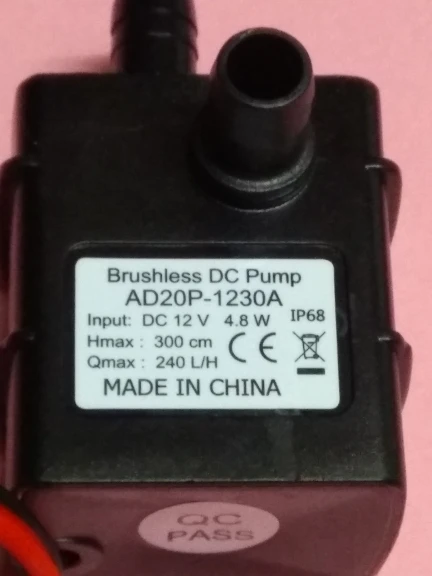 Brushless DC Pump
AD20P-1230A
Input: DC 12 V 4.8 W IP68
Hmax : 300 cm
Qmax : 240 L/H CE
MADE IN CHINA
QC
PASS